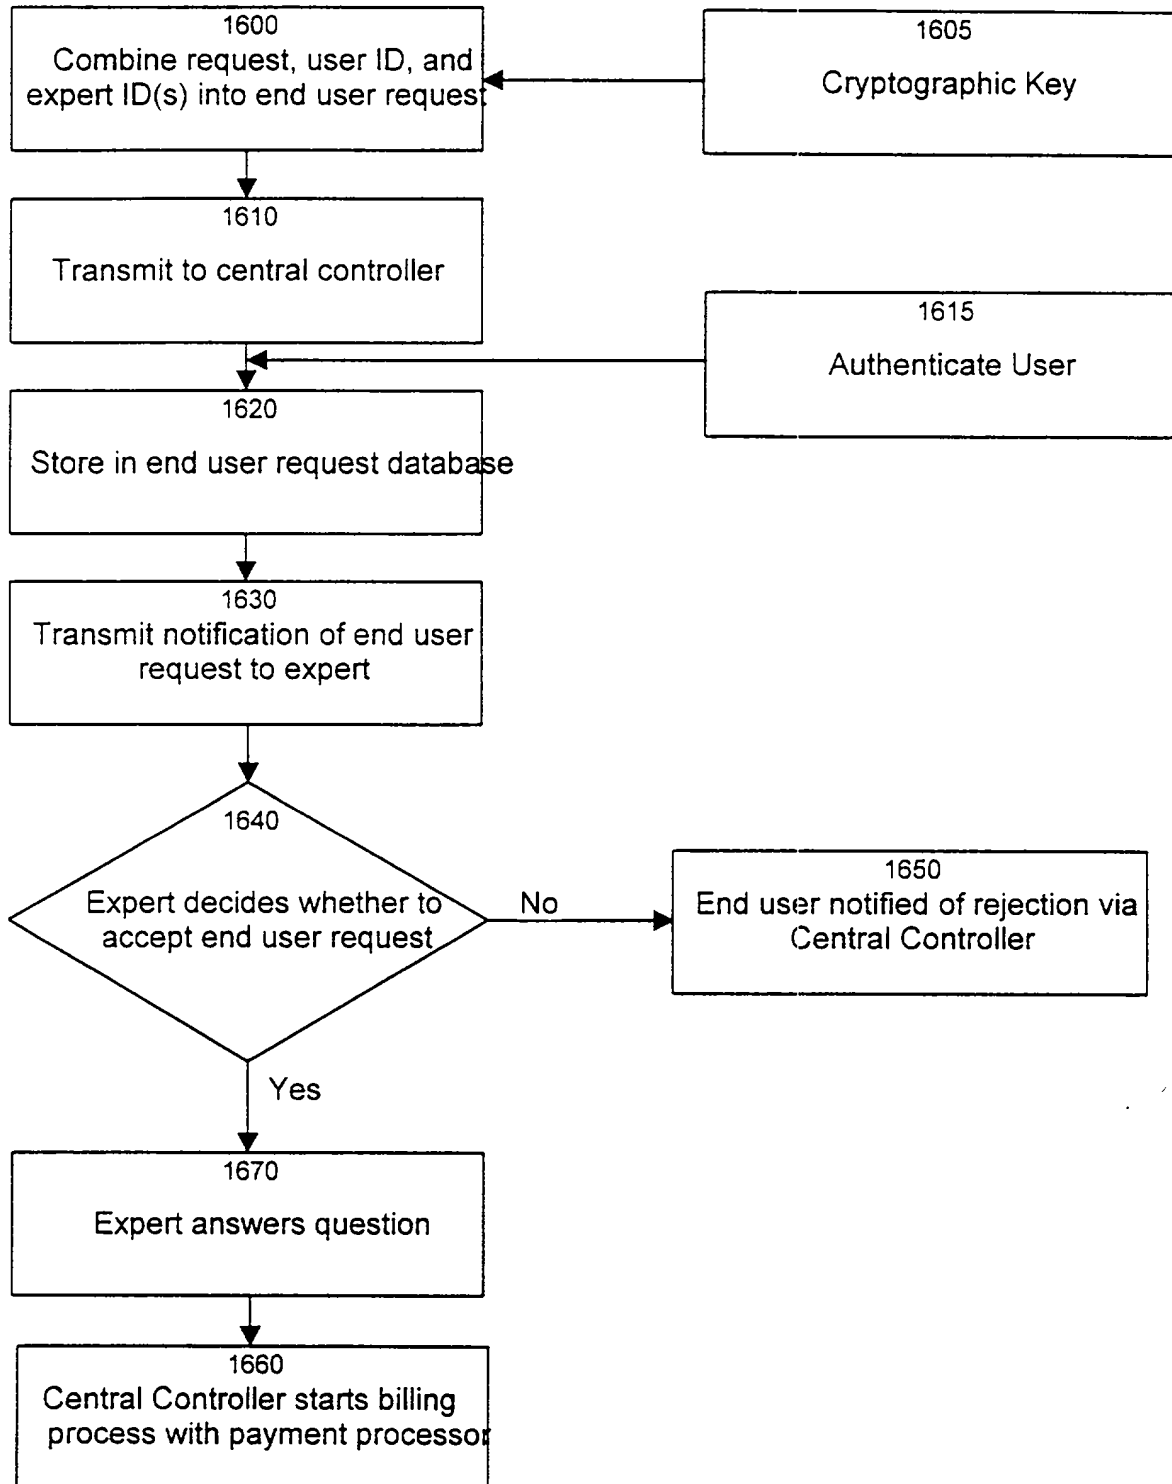 1600
Combine request, user ID, and
expert ID(s) into end user request
1605
Cryptographic Key
1610
Transmit to central controller
1615
Authenticate User
1620
Store in end user request database
1630
Transmit notification of end user
request to expert
1640
Expert decides whether to
accept end user request
No
1650
End user notified of rejection via
Central Controller
Yes
1670
Expert answers question
1660
Central Controller starts billing
process with payment processor